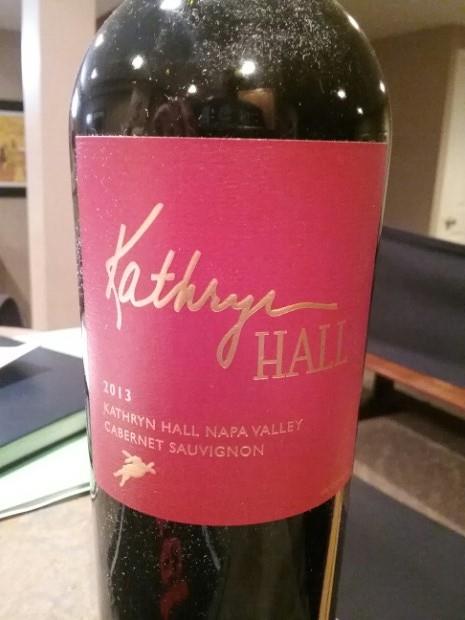 Kathryn
HALL
2013
KATHRYN HALL NAPA VALLEY
CABERNET SAUVIGNON